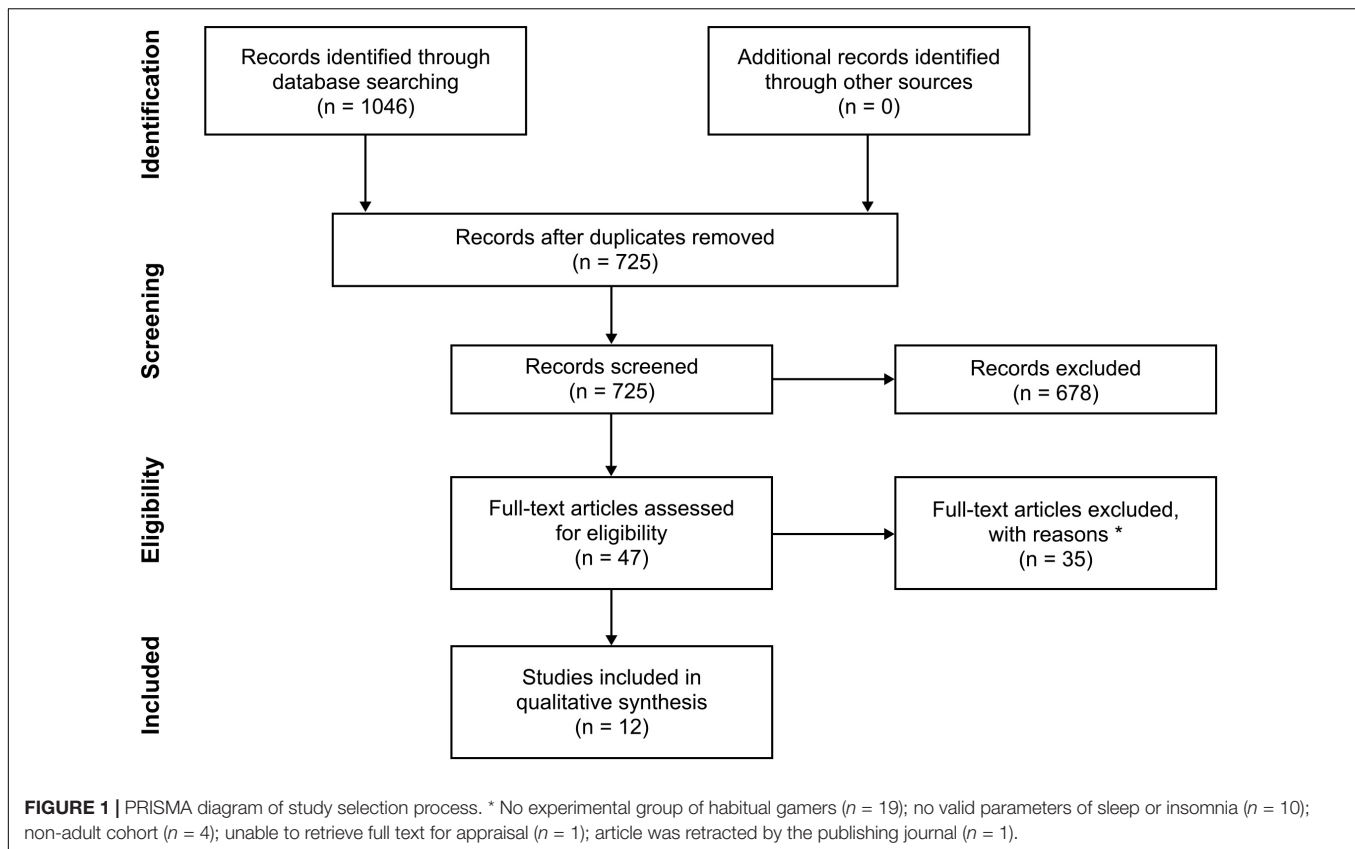 Identification
Records identified through
database searching
(n = 1046)
Additional records identified
through other sources
(n = 0)
Records after duplicates removed
(n = 725)
Screening
Records screened
(n = 725)
Records excluded
(n = 678)
Eligibility
Full-text articles assessed
for eligibility
(n = 47)
Full-text articles excluded,
with reasons *
(n = 35)
Included
Studies included in
qualitative synthesis
(n = 12)
FIGURE 1 | PRISMA diagram of study selection process. * No experimental group of habitual gamers (n = 19); no valid parameters of sleep or insomnia (n = 10);
non-adult cohort (n = 4); unable to retrieve full text for appraisal (n = 1); article was retracted by the publishing journal (n = 1).